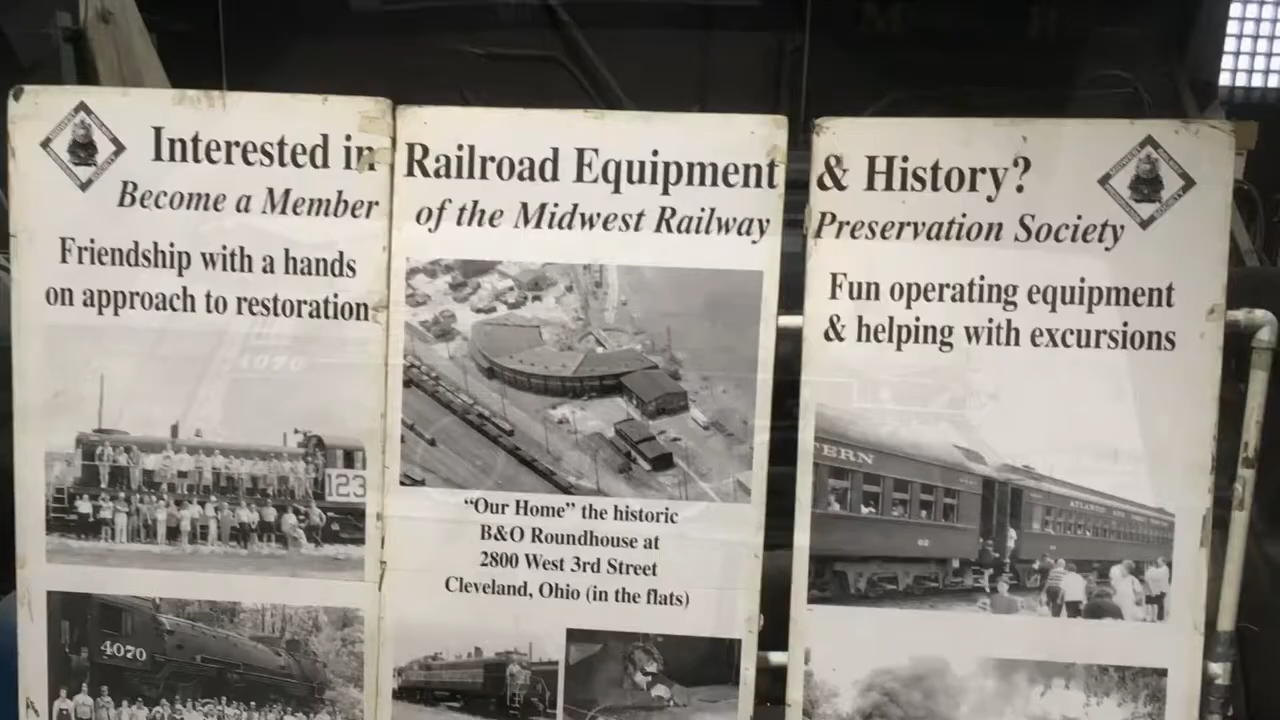 Interested in Railroad Equipment & History?
Become a Member of the Midwest Railway Preservation Society
Friendship with a hands
on approach to restoration
4070
123
4070
"Our Home" the historic
B&O Roundhouse at
2800 West 3rd Street
Cleveland, Ohio (in the flats)
Fun operating equipment
& helping with excursions
TERN